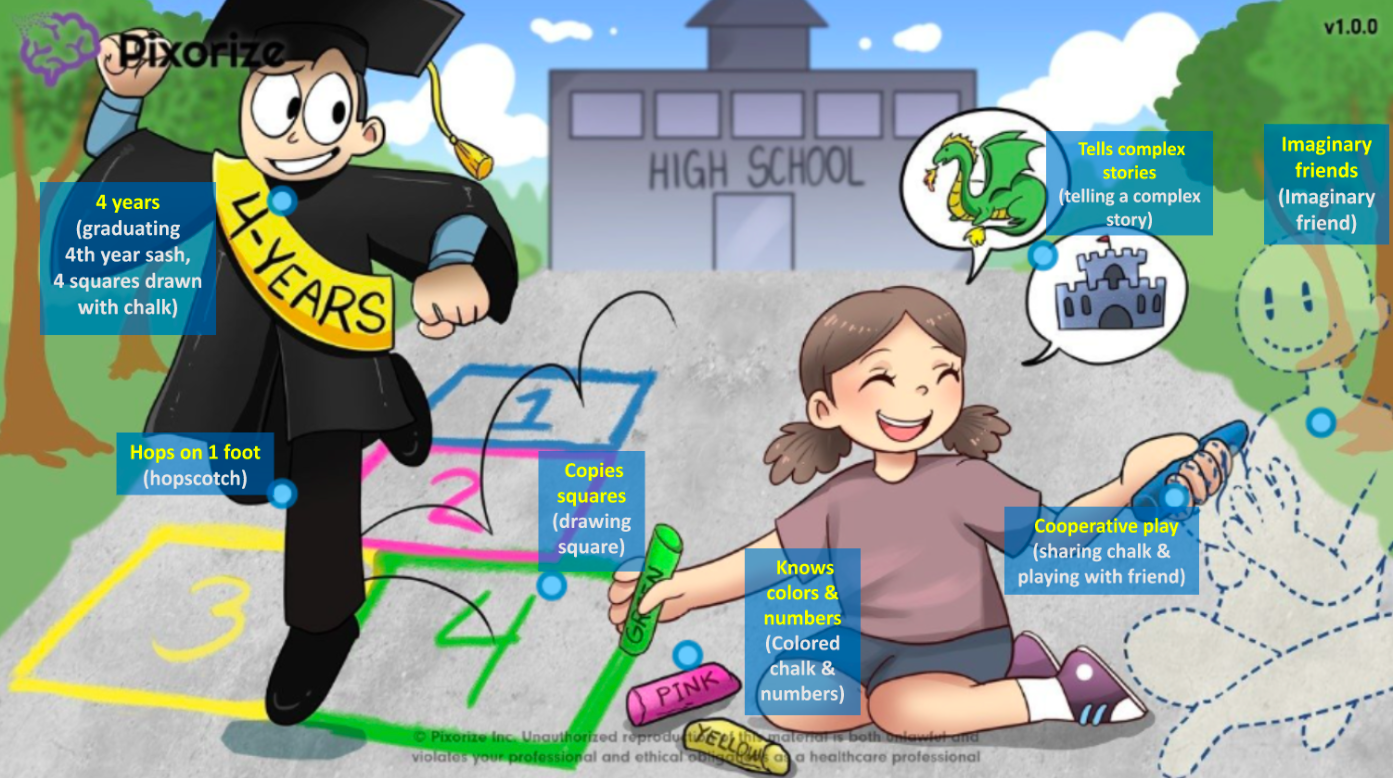 Pixorize
v1.0.0
HIGH SCHOOL
Tells complex
stories
(telling a complex
story)
Imaginary
friends
(Imaginary
friend)
4 years
(graduating
4th year sash,
4 squares drawn
with chalk)
4-YEARS
1
2
3
4
Hops on 1 foot
(hopscotch)
Copies
squares
(drawing
square)
GREEN
Knows
colors &
numbers
(Colored
chalk &
numbers)
Cooperative play
(sharing chalk &
playing with friend)
PINK
YELLOW
© Pixorize Inc. Unauthorized reproduction of this material is both unlawful and
violates your professional and ethical obligations as a healthcare professional